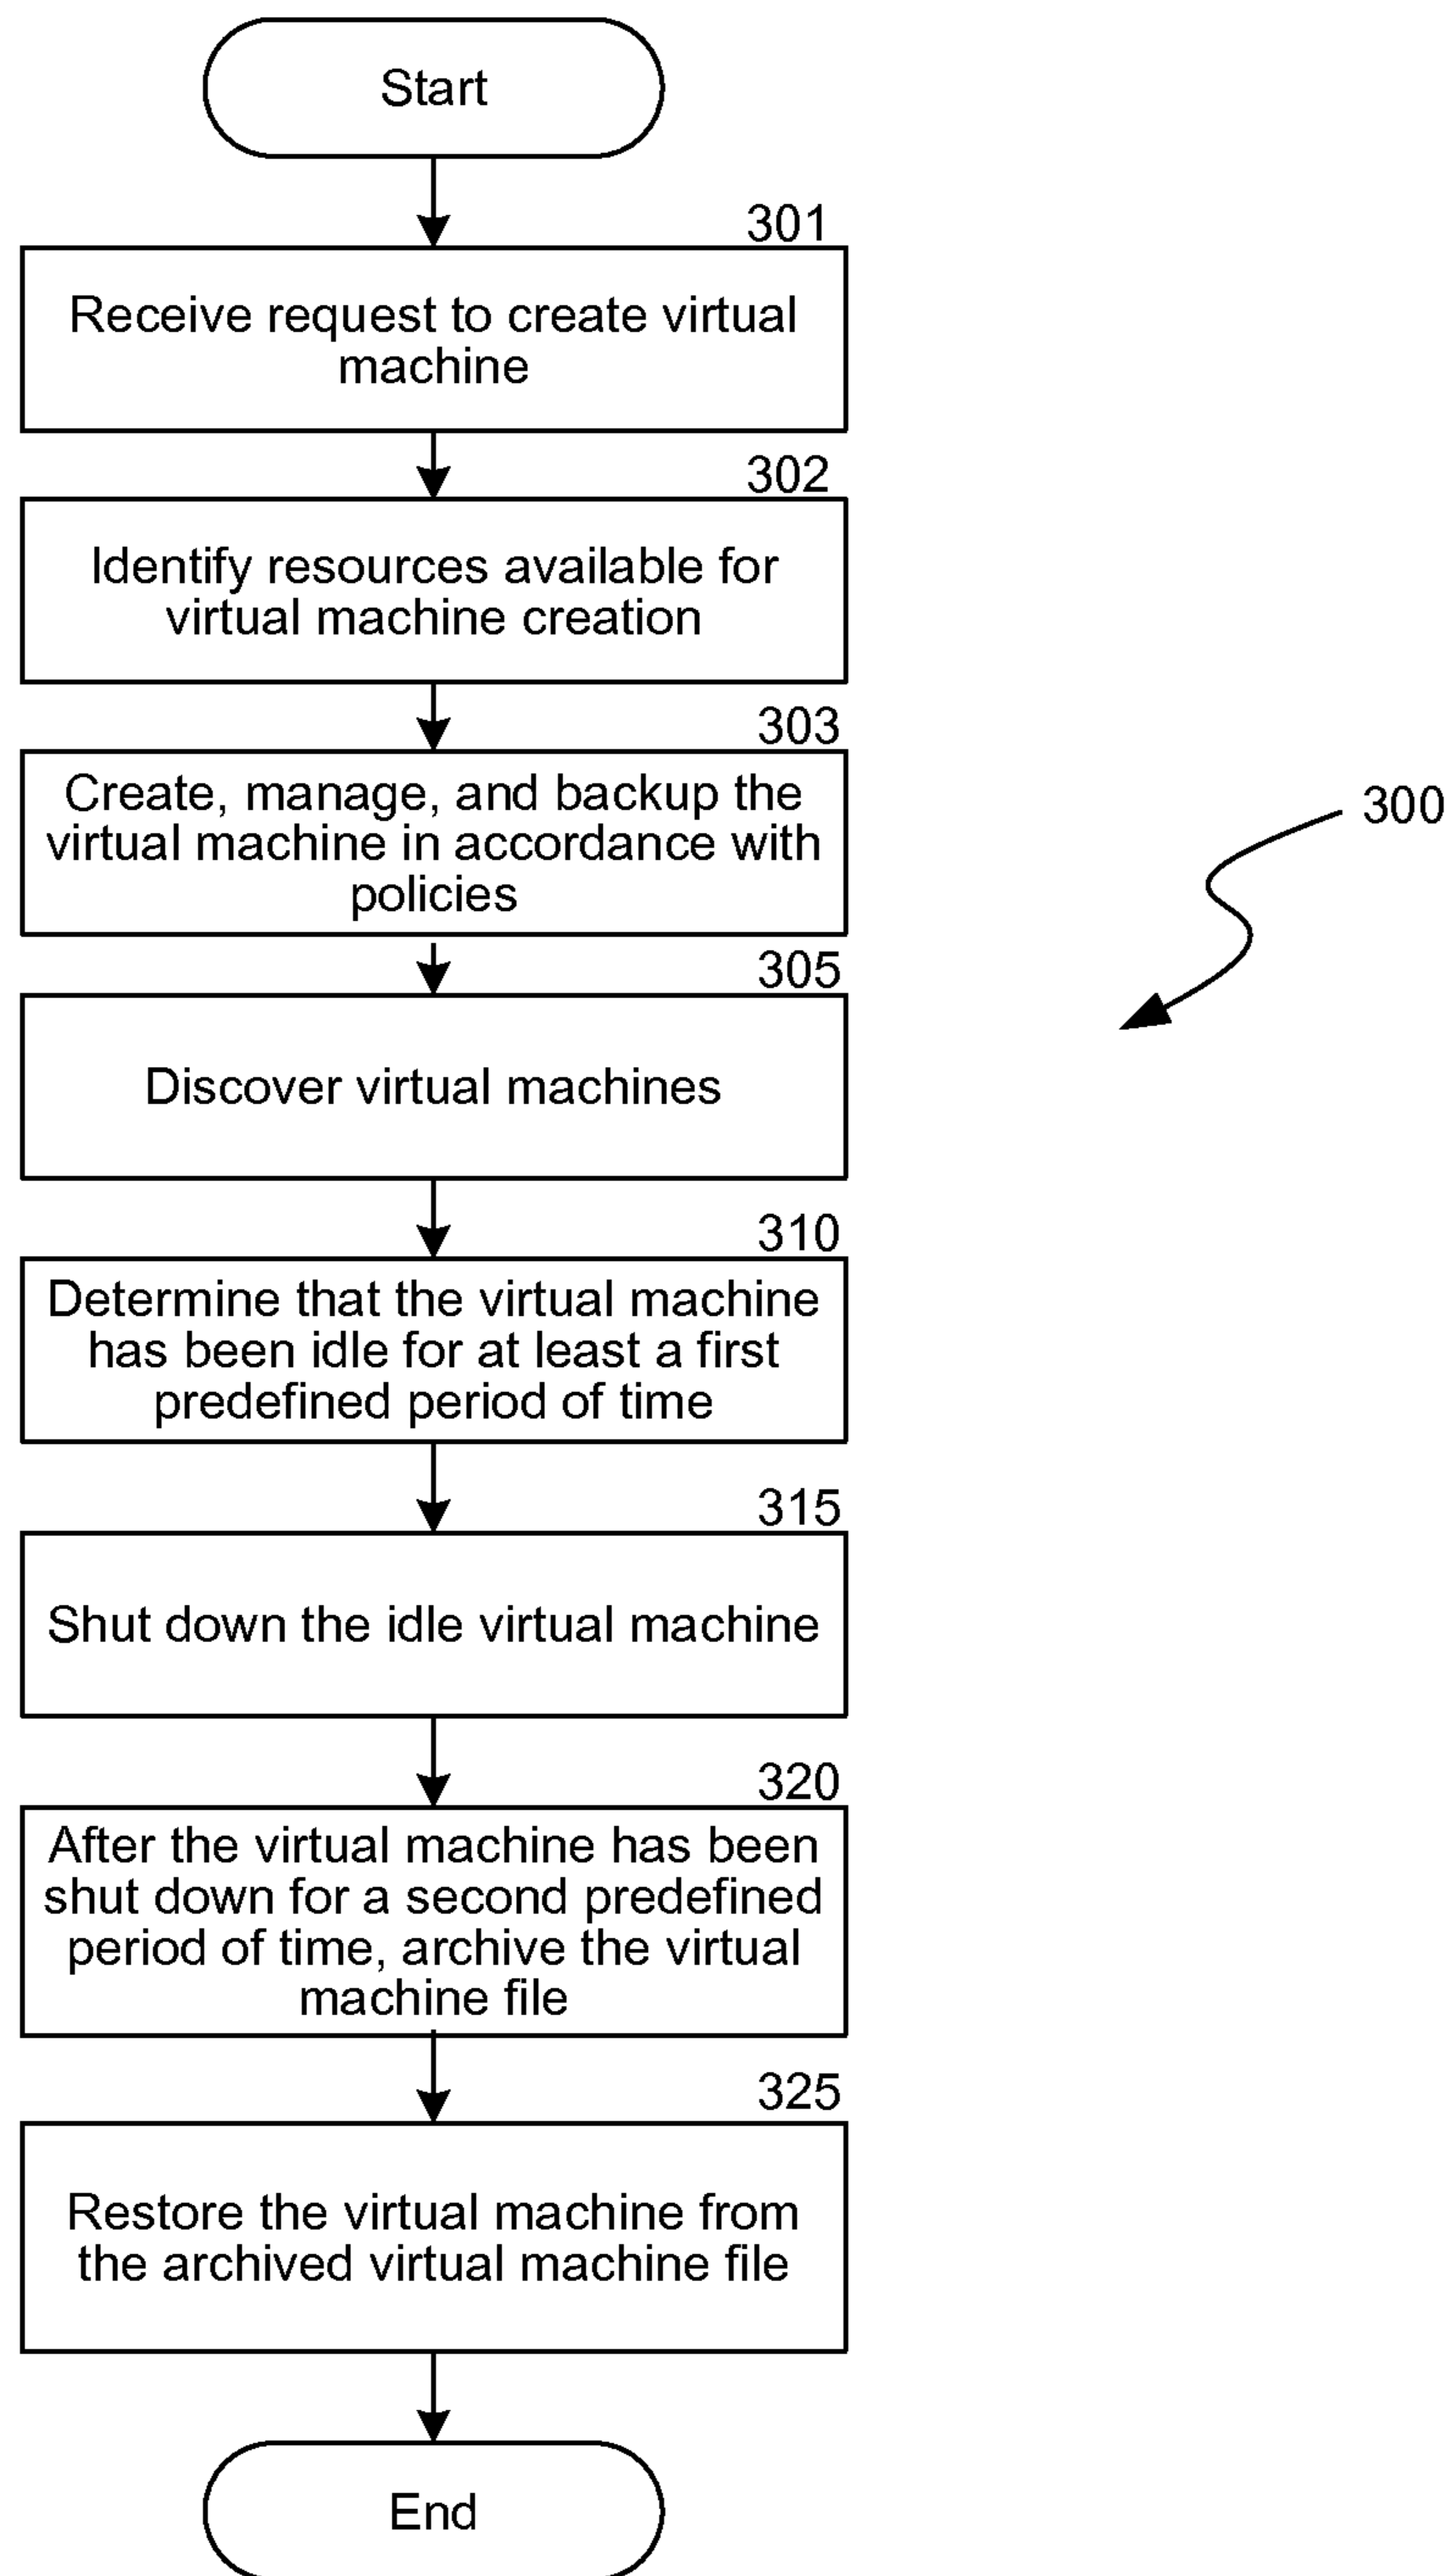 Start
301
Receive request to create virtual
machine
302
Identify resources available for
virtual machine creation
303
Create, manage, and backup the
virtual machine in accordance with
policies
300
305
Discover virtual machines
310
Determine that the virtual machine
has been idle for at least a first
predefined period of time
315
Shut down the idle virtual machine
320
After the virtual machine has been
shut down for a second predefined
period of time, archive the virtual
machine file
325
Restore the virtual machine from
the archived virtual machine file
End